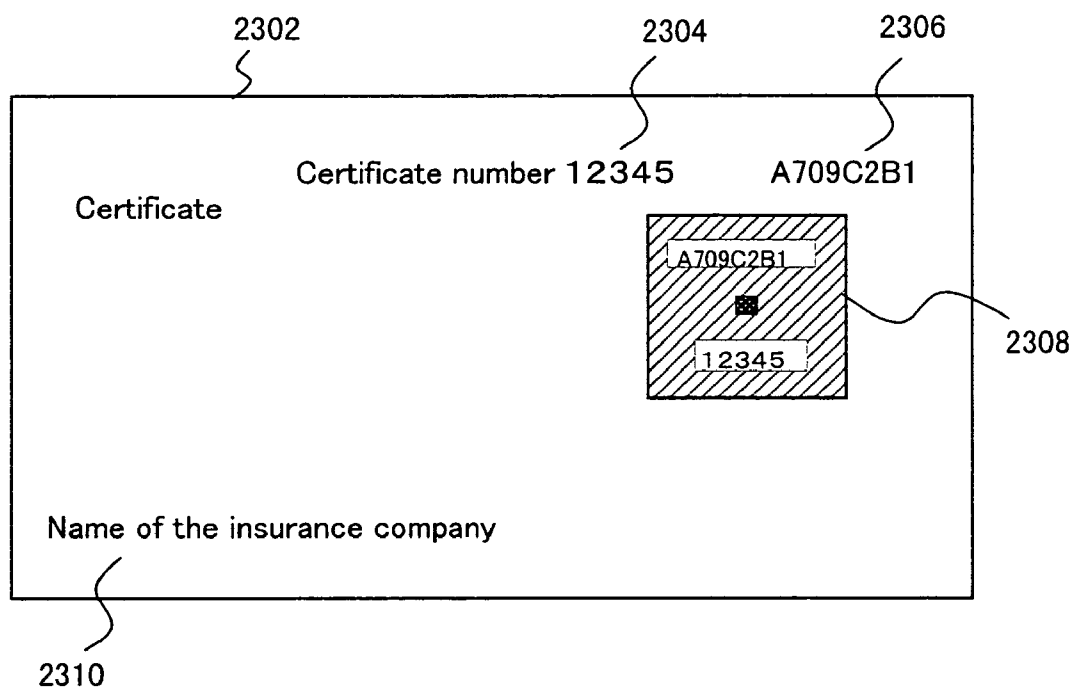 2302
2304
2306
Certificate number 12345
A709C2B1
Certificate
A709C2B1
12345
2308
Name of the insurance company
2310